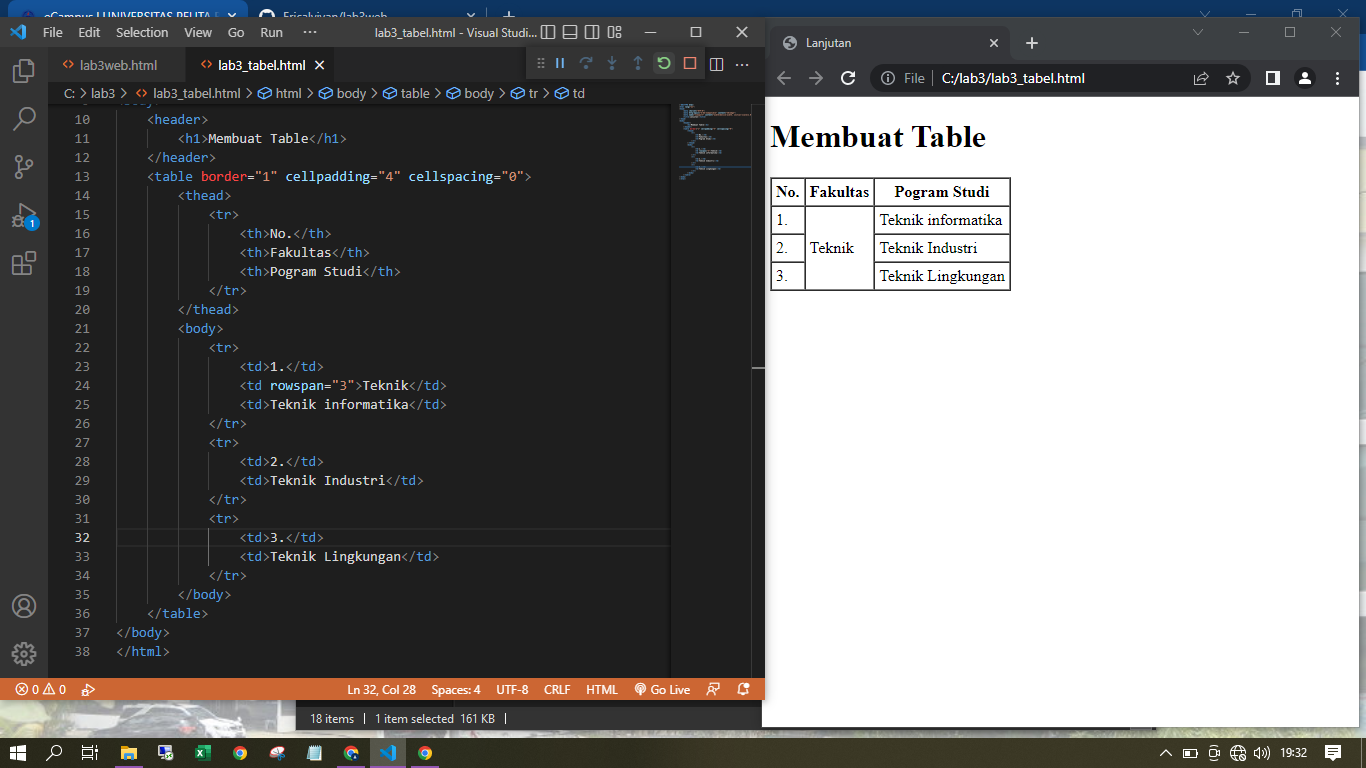 eCampus | UNIVERSITAS PELITA
Erisalvivan/lab3web
File Edit Selection View Go Run ··· lab3_tabel.html - Visual Studi...
lab3web.html lab3_tabel.html
C: > lab3 > lab3_tabel.html > html > body > table > body > tr > td
10 <header>
11 <h1>Membuat Table</h1>
12 </header>
13 <table border="1" cellpadding="4" cellspacing="0">
14 <thead>
15 <tr>
16 <th>No.</th>
17 <th>Fakultas</th>
18 <th>Pogram Studi</th>
19 </tr>
20 </thead>
21 <body>
22 <tr>
23 <td>1.</td>
24 <td rowspan="3">Teknik</td>
25 <td>Teknik informatika</td>
26 </tr>
27 <tr>
28 <td>2.</td>
29 <td>Teknik Industri</td>
30 </tr>
31 <tr>
32 <td>3.</td>
33 <td>Teknik Lingkungan</td>
34 </tr>
35 </body>
36 </table>
37 </body>
38 </html>
1
0 0 Ln 32, Col 28 Spaces: 4 UTF-8 CRLF HTML Go Live
18 items | 1 item selected 161 KB |
Lanjutan
File | C:/lab3/lab3_tabel.html
Membuat Table
No. Fakultas Pogram Studi
1. Teknik informatika
2. Teknik Teknik Industri
3. Teknik Lingkungan
19:32